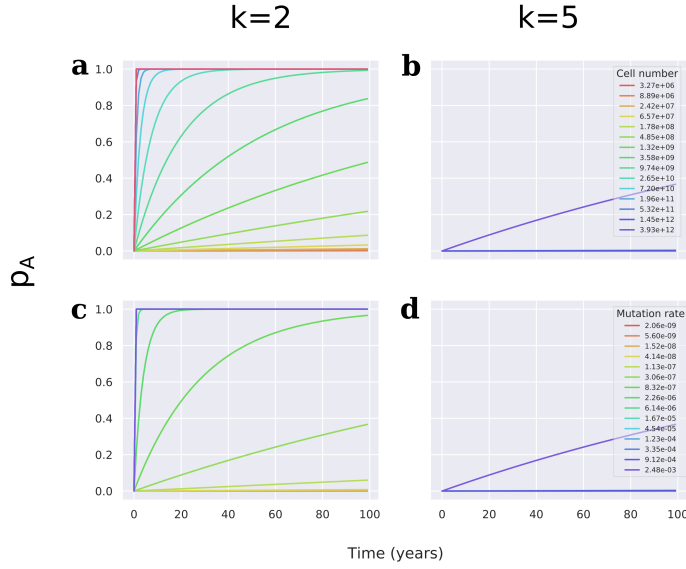 k=2
k=5
a
b
1.0
0.8
0.6
0.4
0.2
0.0
Cell number
3.27e+06
8.89e+06
2.42e+07
6.57e+07
1.78e+08
4.85e+08
1.32e+09
3.58e+09
9.74e+09
2.65e+10
7.20e+10
1.96e+11
5.32e+11
1.45e+12
3.93e+12
pA
c
d
1.0
0.8
0.6
0.4
0.2
0.0
Mutation rate
2.06e-09
5.60e-09
1.52e-08
4.14e-08
1.13e-07
3.06e-07
8.32e-07
2.26e-06
6.14e-06
1.67e-05
4.54e-05
1.23e-04
3.35e-04
9.12e-04
2.48e-03
0 20 40 60 80 100
0 20 40 60 80 100
Time (years)